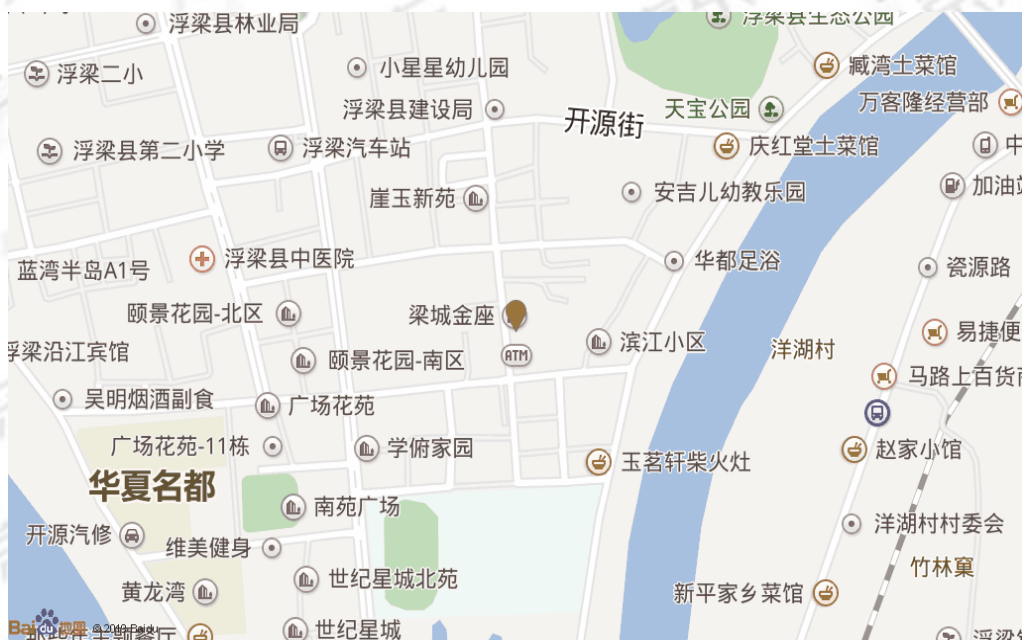 浮梁县生态公园
浮梁县林业局
臧湾土菜馆
小星星幼儿园
浮梁二小
万客隆经营部
浮梁县建设局
天宝公园
开源街
庆红堂土菜馆
中
浮梁县第二小学
浮梁汽车站
加油站
安吉儿幼教乐园
崖玉新苑
浮梁县中医院
华都足浴
蓝湾半岛A1号
瓷源路
颐景花园-北区
梁城金座
易捷便
滨江小区
洋湖村
浮梁沿江宾馆
ATM
颐景花园-南区
马路上百货商
吴明烟酒副食
广场花苑
广场花苑-11栋
学俯家园
赵家小馆
玉茗轩柴火灶
华夏名都
南苑广场
洋湖村村委会
开源汽修
维美健身
竹林窠
世纪星城北苑
黄龙湾
新平家乡菜馆
Bai du 地图
© 2019 Baidu
世纪星城